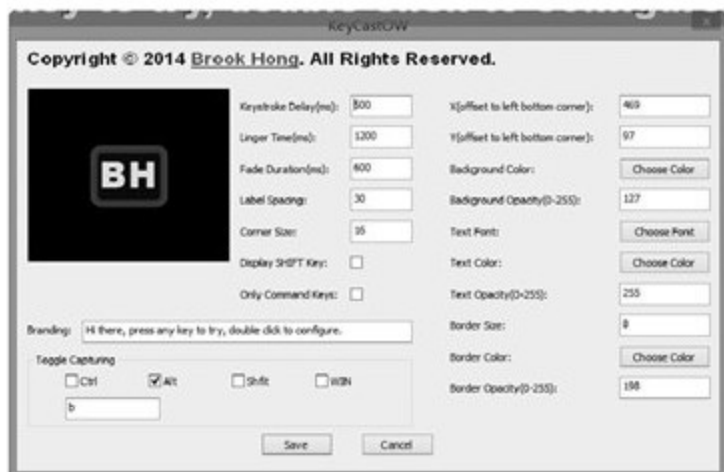 KeyCastOW
Copyright © 2014 Brook Hong. All Rights Reserved.
BH
Keystroke Delay(ms): 500
Linger Time(ms): 1200
Fade Duration(ms): 600
Label Spacing: 30
Corner Size: 16
Display SHIFT Key:
Only Command Keys:
X(offset to left bottom corner): 469
Y(offset to left bottom corner): 97
Background Color: Choose Color
Background Opacity(0-255): 127
Text Font: Choose Font
Text Color: Choose Color
Text Opacity(0-255): 255
Border Size:
Border Color: Choose Color
Border Opacity(0-255): 198
Branding: Hi there, press any key to try, double click to configure.
Toggle Capturing
Ctrl Alt Shfit WIN
b
Save Cancel